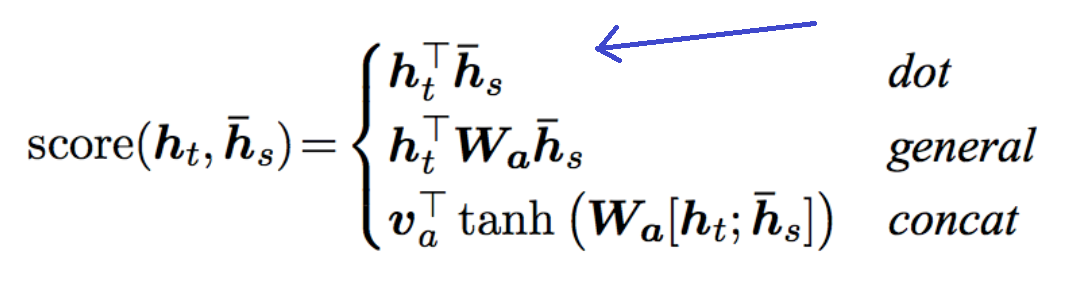 h_t^⊤ h̄_s dot
score(h_t, h̄_s) = { h_t^⊤ W_a h̄_s general
v_a^⊤ tanh (W_a[h_t; h̄_s]) concat